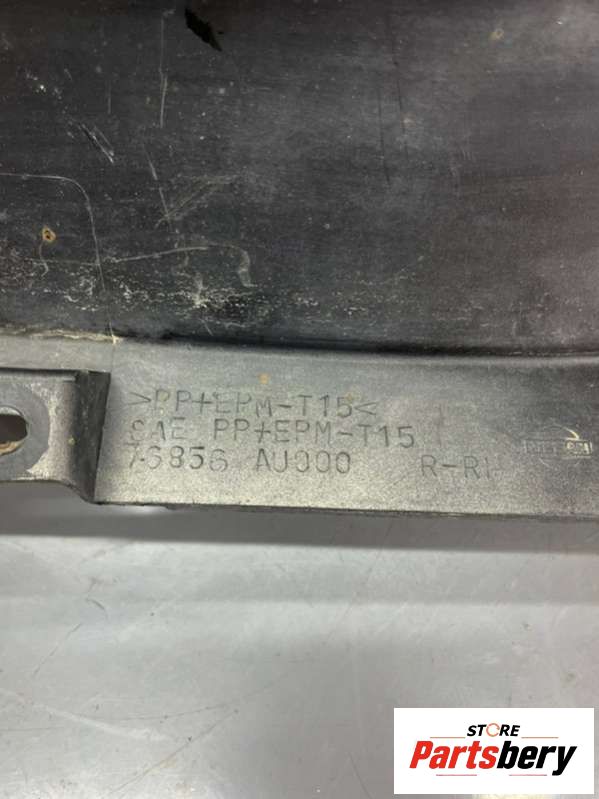 >PP+EPM-T15<
SAE PP+EPM-T15
76856 AU000 R-RH
STORE
Partsbery